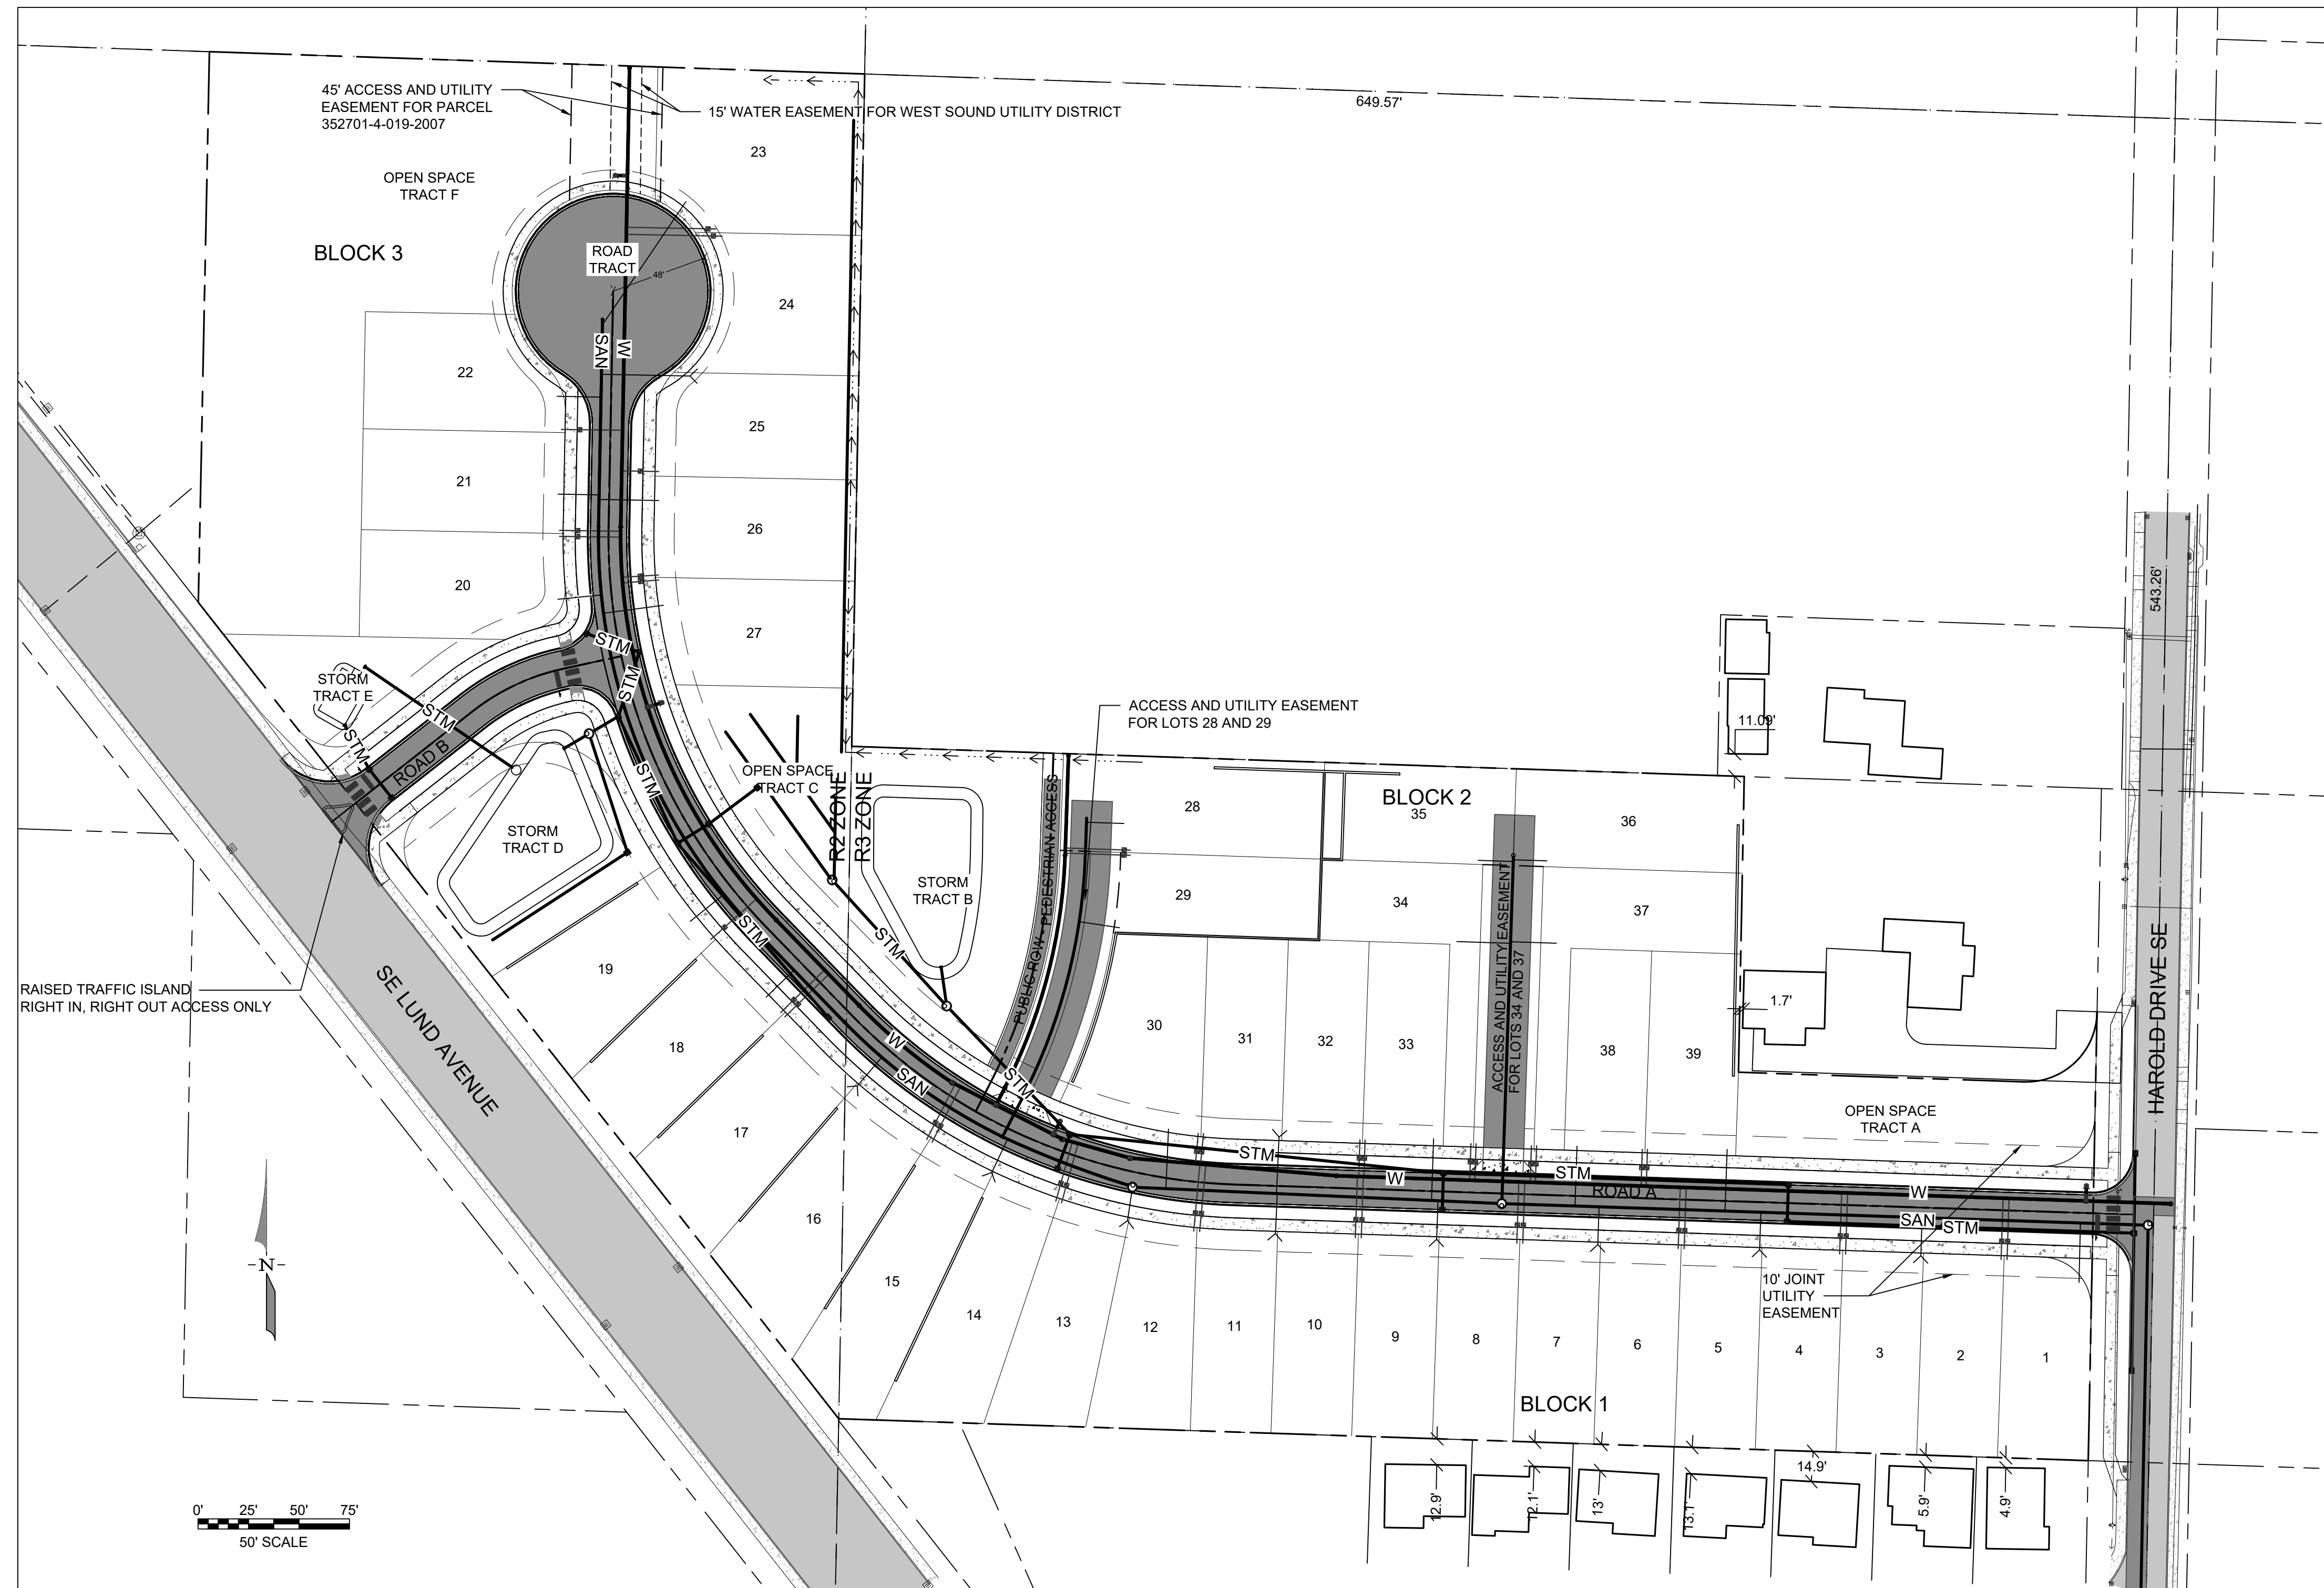 649.57'
45' ACCESS AND UTILITY
EASEMENT FOR PARCEL
352701-4-019-2007
15' WATER EASEMENT FOR WEST SOUND UTILITY DISTRICT
23
OPEN SPACE
TRACT F
BLOCK 3
ROAD
TRACT
48'
24
SAN
W
22
25
21
26
20
27
543.26'
STM
STM
STORM
TRACT E
STM
STM
ROAD B
STM
ACCESS AND UTILITY EASEMENT
FOR LOTS 28 AND 29
11.09'
OPEN SPACE
TRACT C
R2 ZONE
R3 ZONE
STORM
TRACT D
STORM
TRACT B
PUBLIC ROW - PEDESTRIAN ACCESS
28
BLOCK 2
35
36
29
34
37
ACCESS AND UTILITY EASEMENT
FOR LOTS 34 AND 37
STM
STM
19
RAISED TRAFFIC ISLAND
RIGHT IN, RIGHT OUT ACCESS ONLY
SE LUND AVENUE
18
17
16
15
14
13
12
11
10
9
8
7
6
5
4
3
2
1
30
31
32
33
38
39
1.7'
HAROLD DRIVE SE
OPEN SPACE
TRACT A
W
SAN
STM
STM
W
STM
ROAD A
W
SAN
STM
10' JOINT
UTILITY
EASEMENT
BLOCK 1
12.9'
12.1'
13'
13.1'
14.9'
5.9'
4.9'
N
0' 25' 50' 75'
50' SCALE